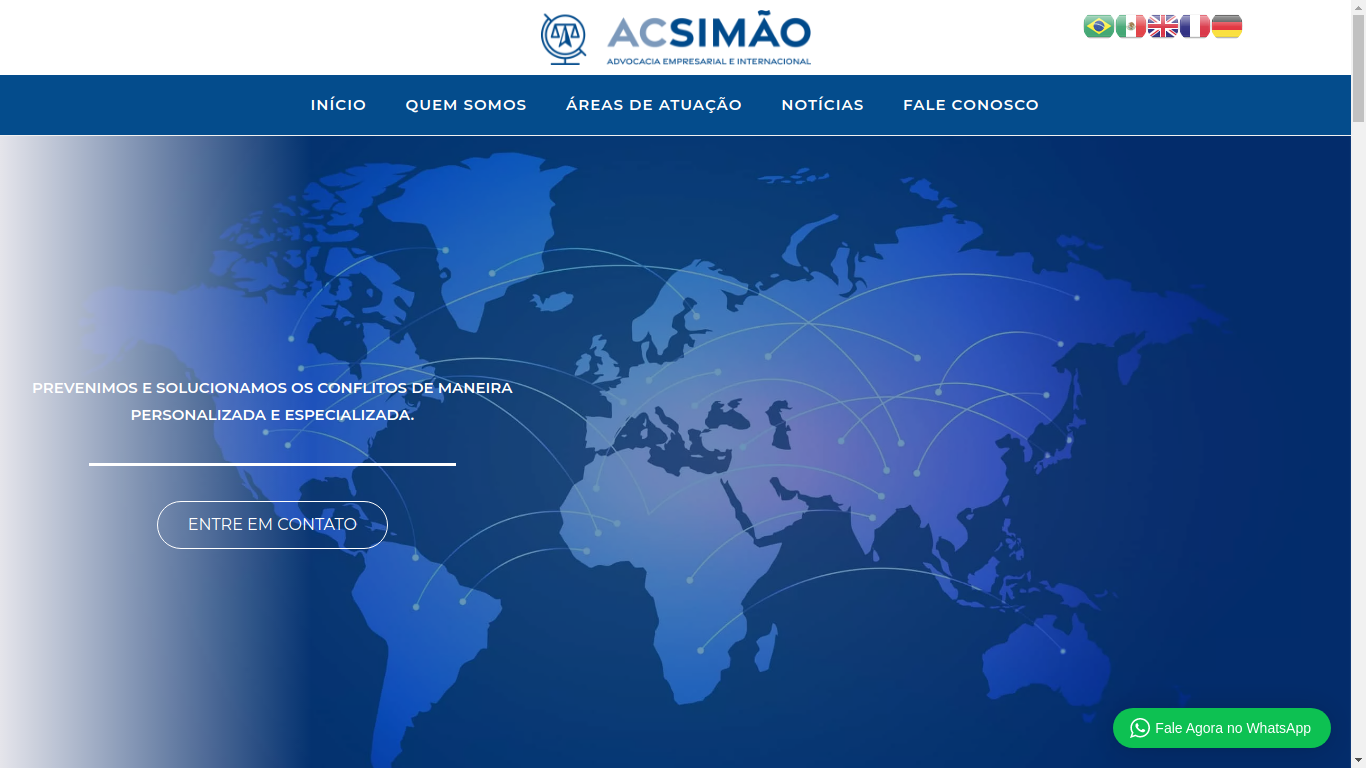 ACSIMÃO
ADVOCACIA EMPRESARIAL E INTERNACIONAL
INÍCIO QUEM SOMOS ÁREAS DE ATUAÇÃO NOTÍCIAS FALE CONOSCO
PREVENIMOS E SOLUCIONAMOS OS CONFLITOS DE MANEIRA
PERSONALIZADA E ESPECIALIZADA.
ENTRE EM CONTATO
Fale Agora no WhatsApp